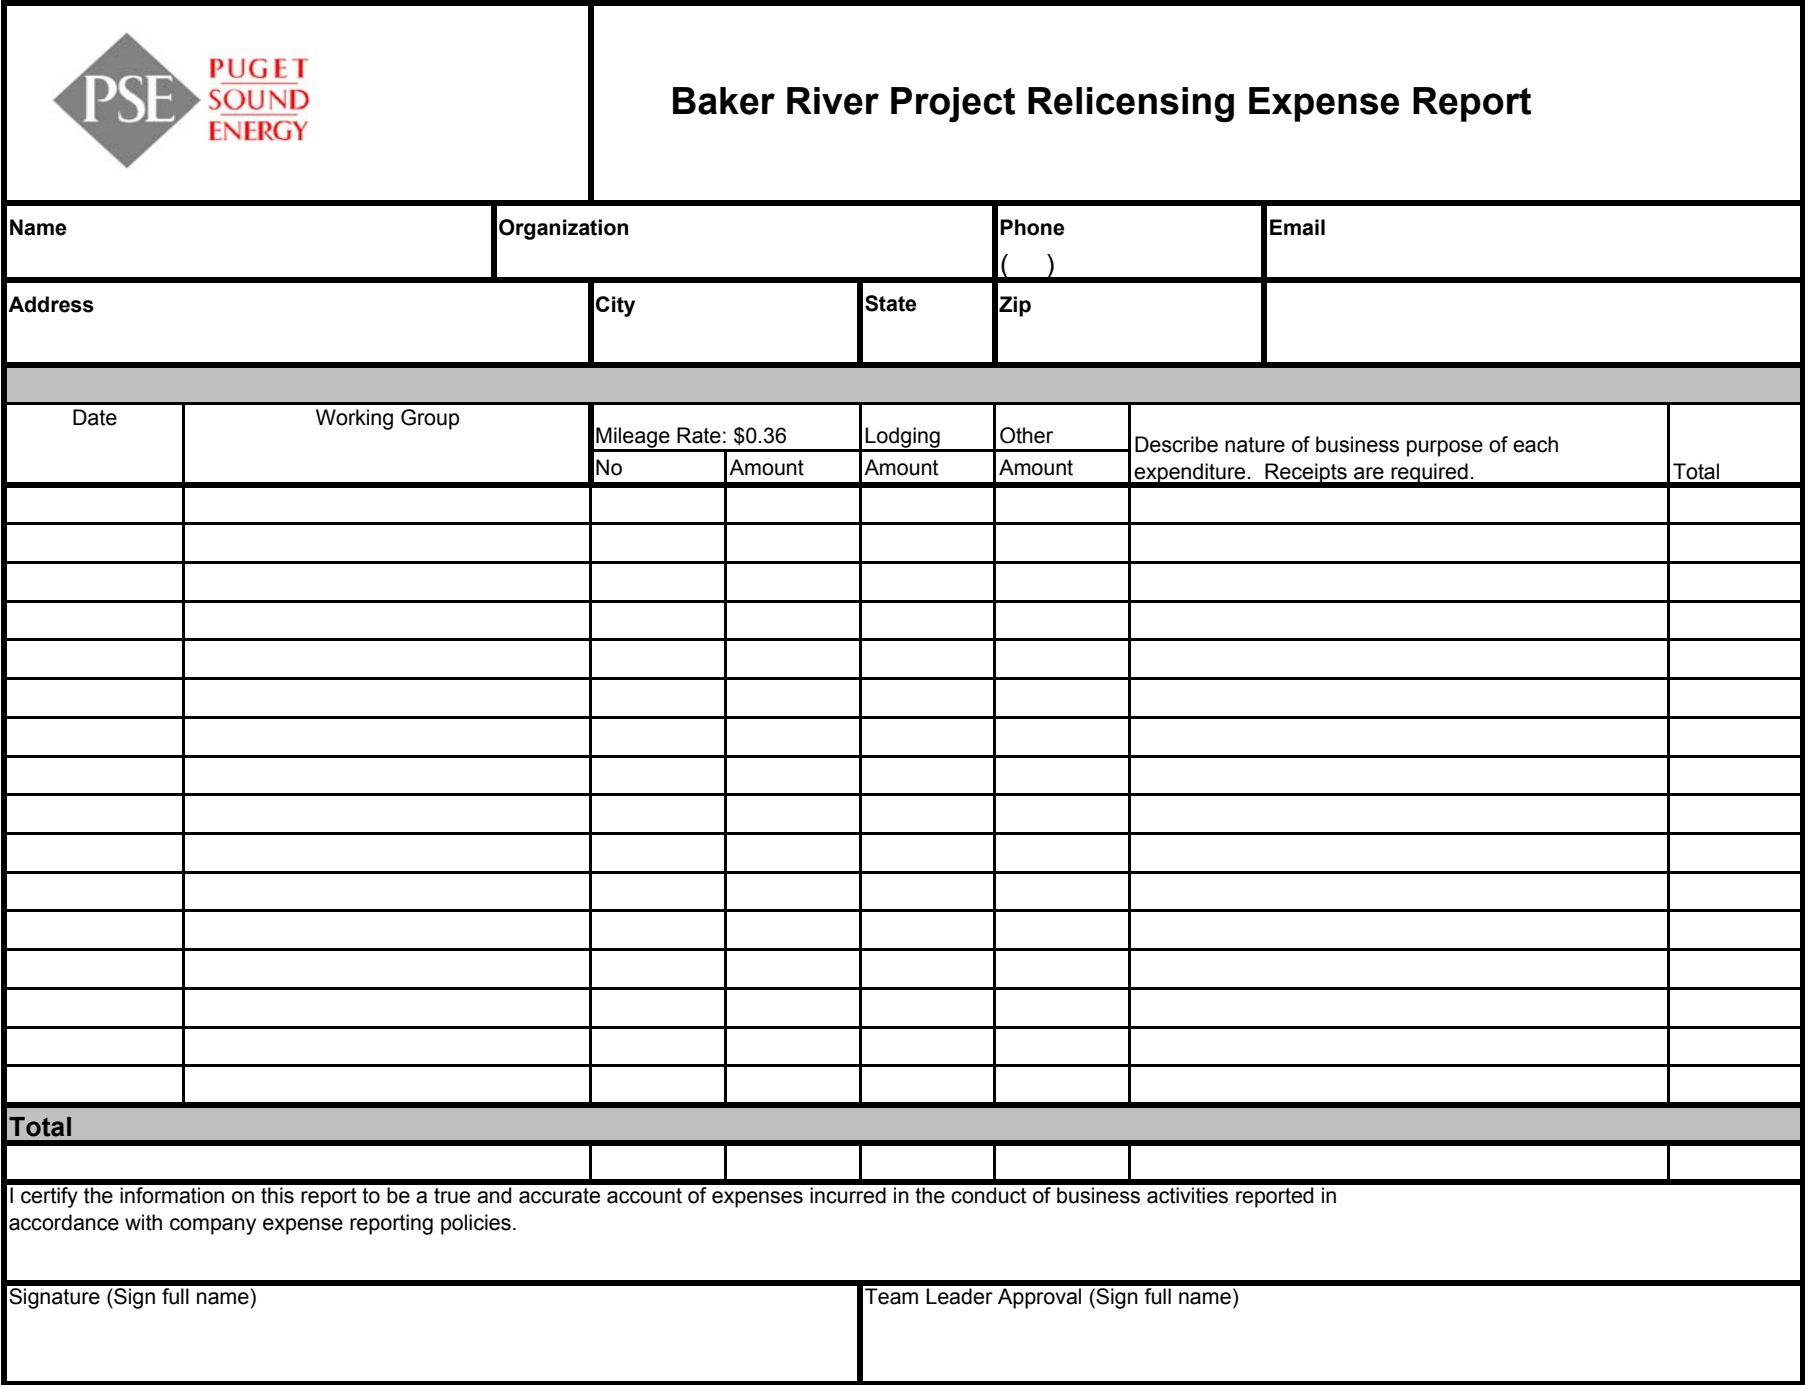 PSE
PUGET
SOUND
ENERGY
Baker River Project Relicensing Expense Report
Name
Organization
Phone
Email
( )
Address
City
State
Zip
Date
Working Group
Mileage Rate: $0.36
Lodging
Other
Describe nature of business purpose of each
expenditure.  Receipts are required.
No
Amount
Amount
Amount
Total
Total
I certify the information on this report to be a true and accurate account of expenses incurred in the conduct of business activities reported in
accordance with company expense reporting policies.
Signature (Sign full name)
Team Leader Approval (Sign full name)